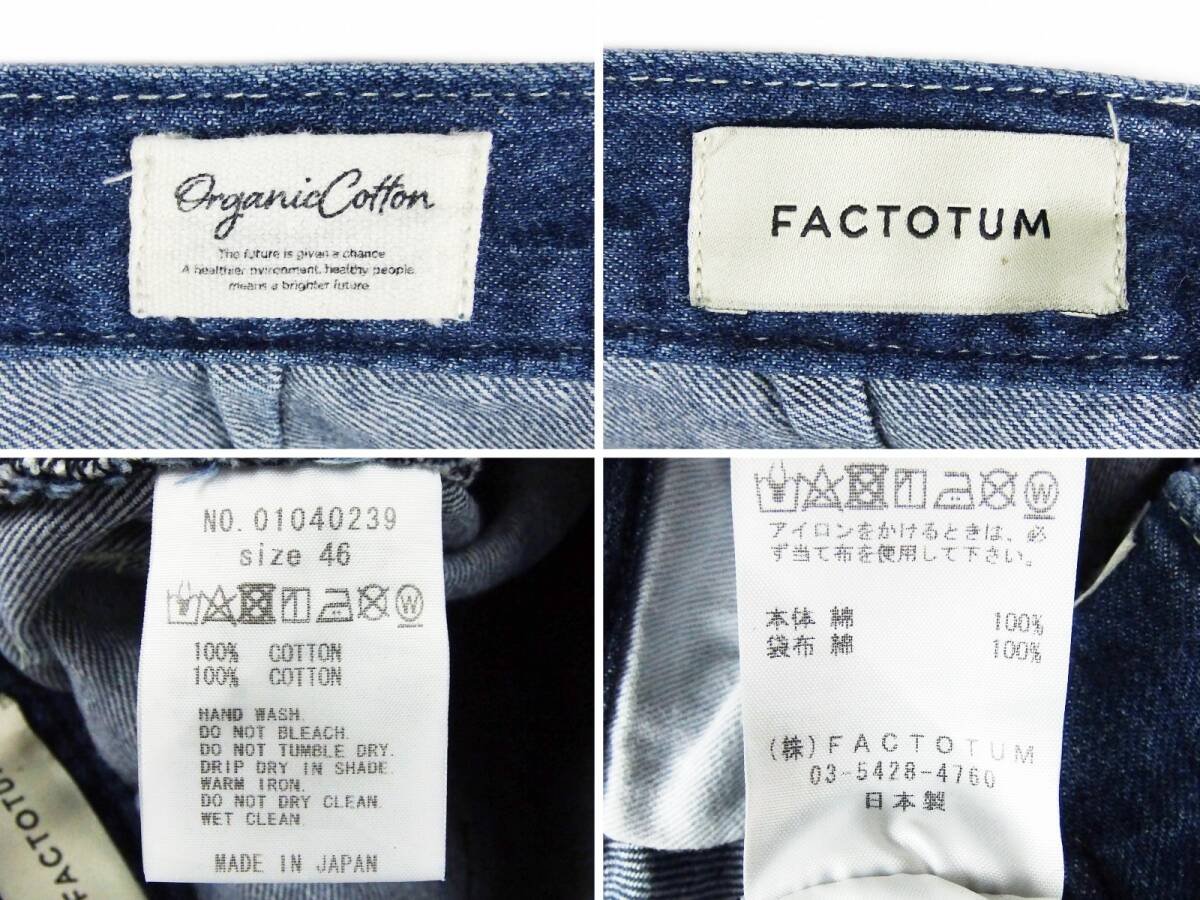 OrganicCotton
The future is given a chance
A healthier nvironment, healthy people
means a brighter future
FACTOTUM
NO. 01040239
size 46
100% COTTON
100% COTTON
HAND WASH.
DO NOT BLEACH.
DO NOT TUMBLE DRY.
DRIP DRY IN SHADE.
WARM IRON.
DO NOT DRY CLEAN.
WET CLEAN.
MADE IN JAPAN
FACTOTUM
W
アイロンをかけるときは、必
ず当て布を使用して下さい。
本体 綿 100%
袋布 綿 100%
(株)FACTOTUM
03-5428-4760
日本製